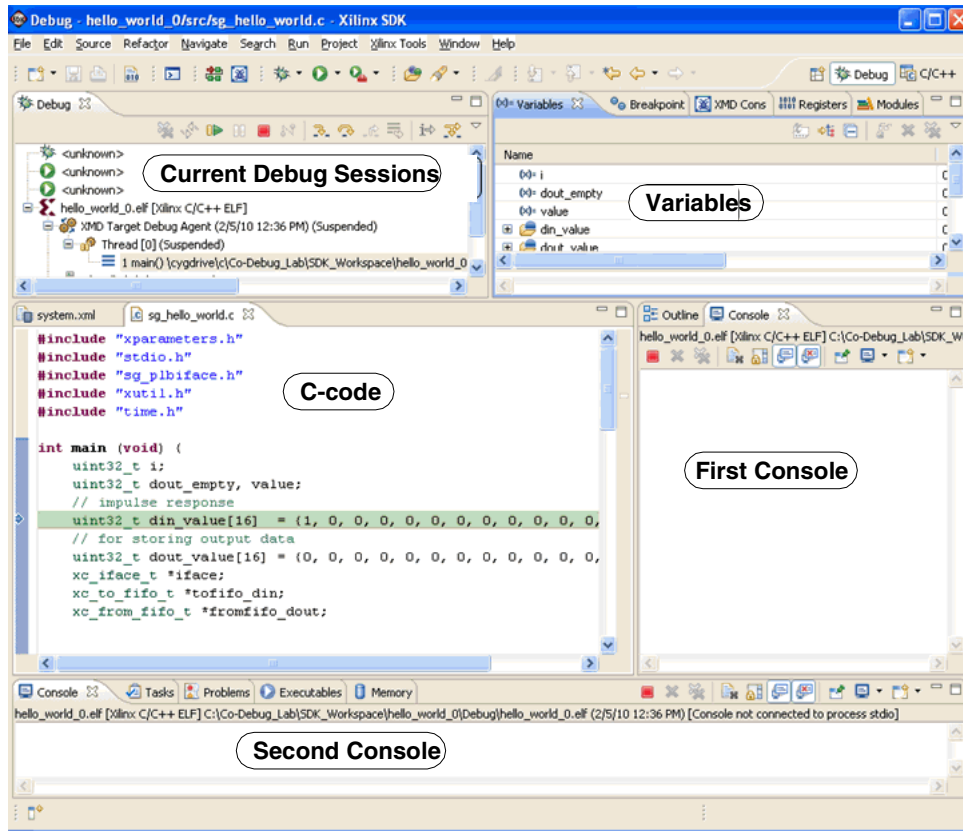 Debug - hello_world_0/src/sg_hello_world.c - Xilinx SDK
File Edit Source Refactor Navigate Search Run Project Xilinx Tools Window Help
Debug C/C++
Debug
<unknown>
<unknown>
<unknown>
Current Debug Sessions
hello_world_0.elf [Xilinx C/C++ ELF]
XMD Target Debug Agent (2/5/10 12:36 PM) (Suspended)
Thread [0] (Suspended)
1 main() \cygdrive\c\Co-Debug_Lab\SDK_Workspace\hello_world_0
(x)= Variables Breakpoint XMD Cons Registers Modules
Name
(x)= i
(x)= dout_empty
(x)= value
din_value
dout_value
Variables
system.xml sg_hello_world.c
#include "xparameters.h"
#include "stdio.h"
#include "sg_plbiface.h"
#include "xutil.h"
#include "time.h"
C-code
int main (void) {
uint32_t i;
uint32_t dout_empty, value;
// impulse response
uint32_t din_value[16] = {1, 0, 0, 0, 0, 0, 0, 0, 0, 0, 0,
// for storing output data
uint32_t dout_value[16] = {0, 0, 0, 0, 0, 0, 0, 0, 0, 0, 0,
xc_iface_t *iface;
xc_to_fifo_t *tofifo_din;
xc_from_fifo_t *fromfifo_dout;
Outline Console
hello_world_0.elf [Xilinx C/C++ ELF] C:\Co-Debug_Lab\SDK_W
First Console
Console Tasks Problems Executables Memory
hello_world_0.elf [Xilinx C/C++ ELF] C:\Co-Debug_Lab\SDK_Workspace\hello_world_0\Debug\hello_world_0.elf (2/5/10 12:36 PM) [Console not connected to process stdio]
Second Console